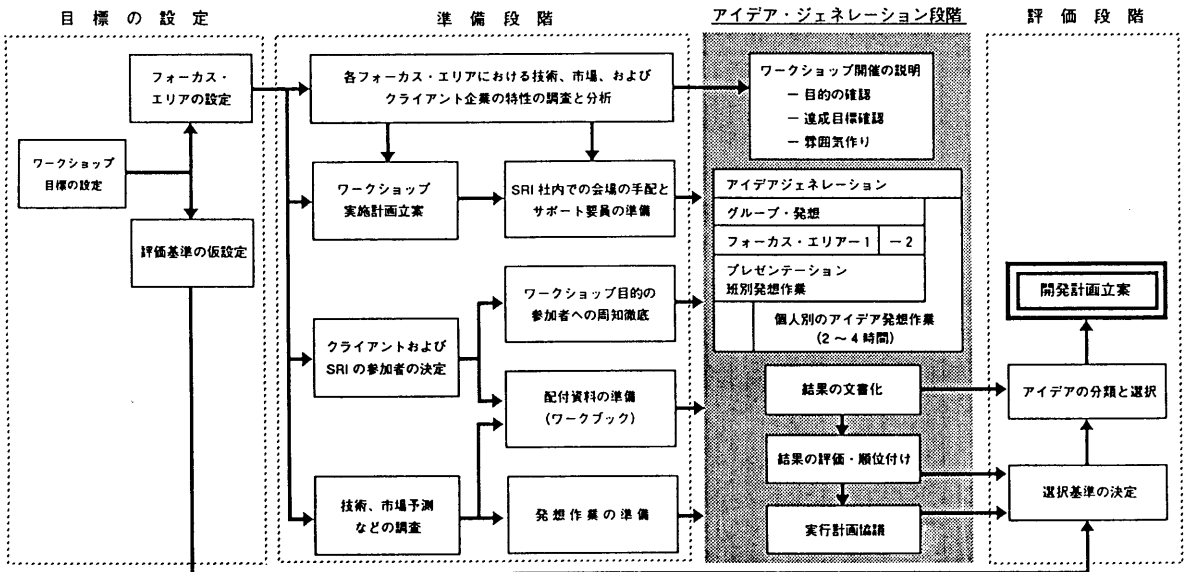 目標の設定
準備段階
アイデア・ジェネレーション段階
評価段階
フォーカス・
エリアの設定
ワークショップ
目標の設定
評価基準の仮設定
各フォーカス・エリアにおける技術、市場、および
クライアント企業の特性の調査と分析
ワークショップ
実施計画立案
SRI 社内での会場の手配と
サポート要員の準備
ワークショップ目的の
参加者への周知徹底
クライアントおよび
SRI の参加者の決定
配付資料の準備
(ワークブック)
技術、市場予測
などの調査
発想作業の準備
ワークショップ開催の説明
― 目的の確認
― 達成目標確認
― 雰囲気作り
アイデアジェネレーション
グループ・発想
フォーカス・エリアー1
―2
プレゼンテーション
班別発想作業
個人別のアイデア発想作業
(2〜4時間)
結果の文書化
結果の評価・順位付け
実行計画協議
開発計画立案
アイデアの分類と選択
選択基準の決定